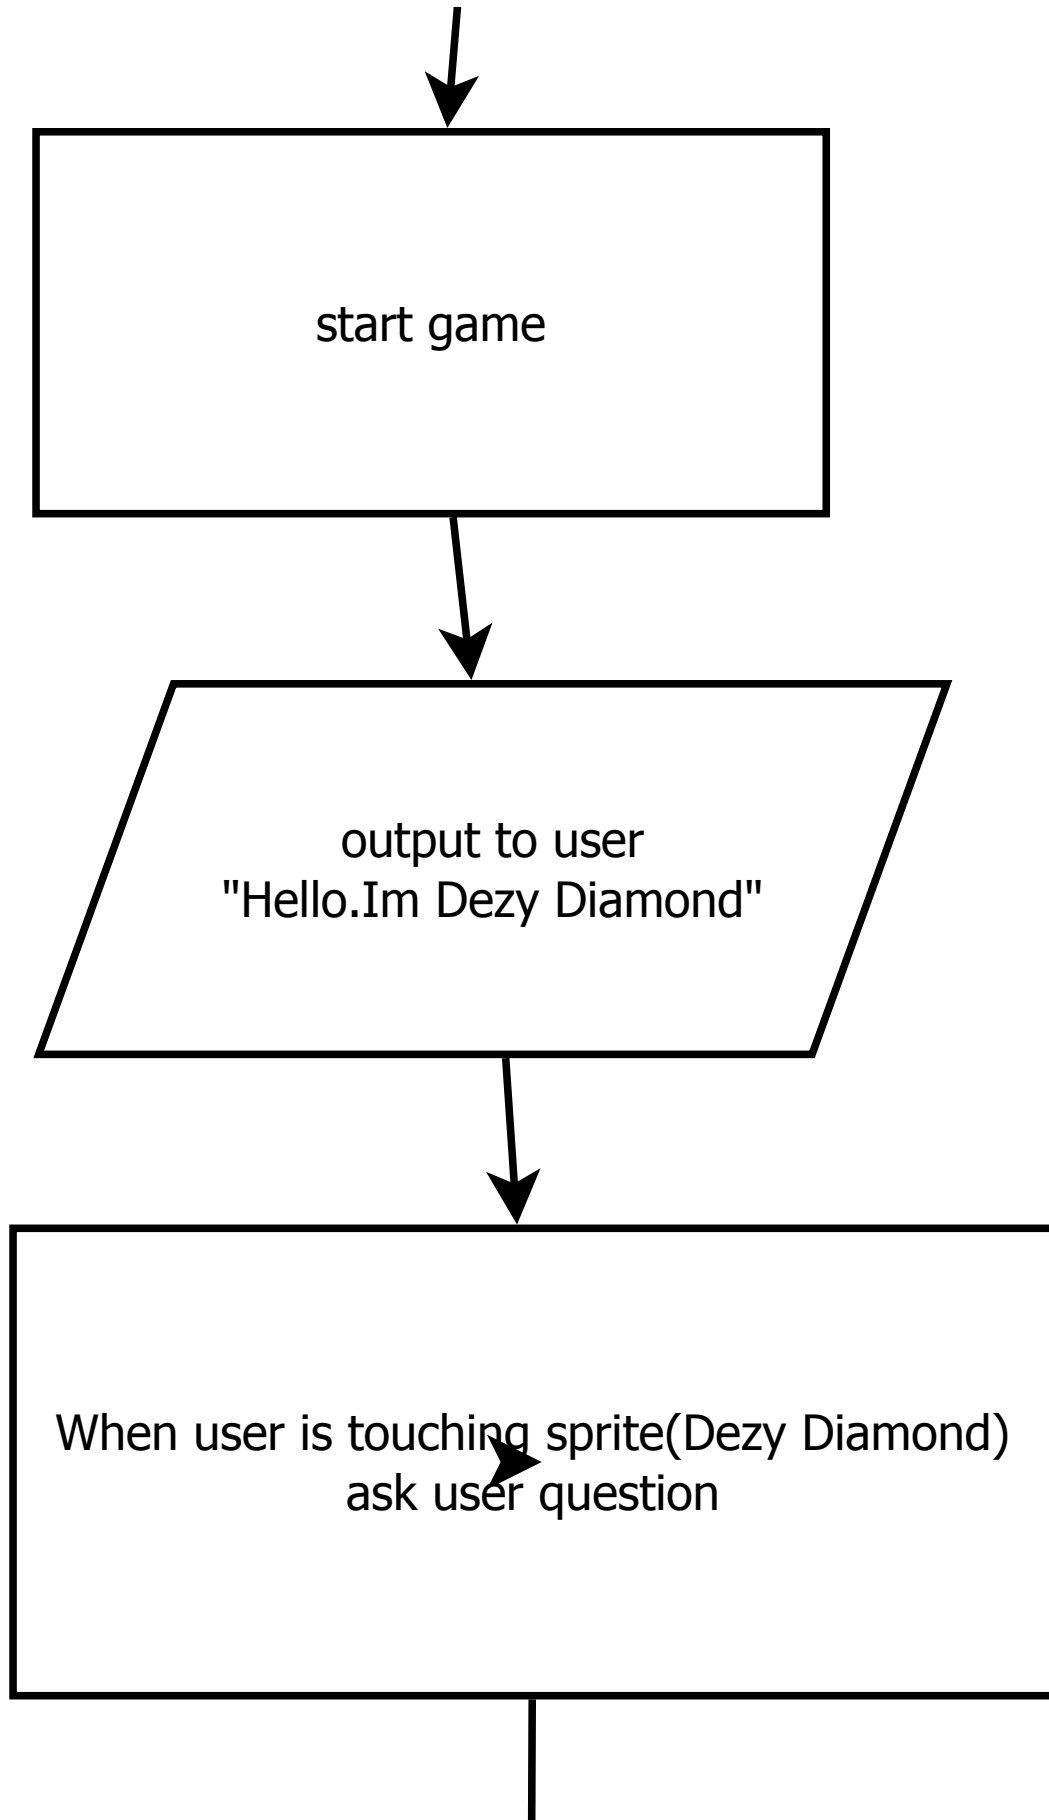 start game
output to user
"Hello.Im Dezy Diamond"
When user is touching sprite(Dezy Diamond)
ask user question